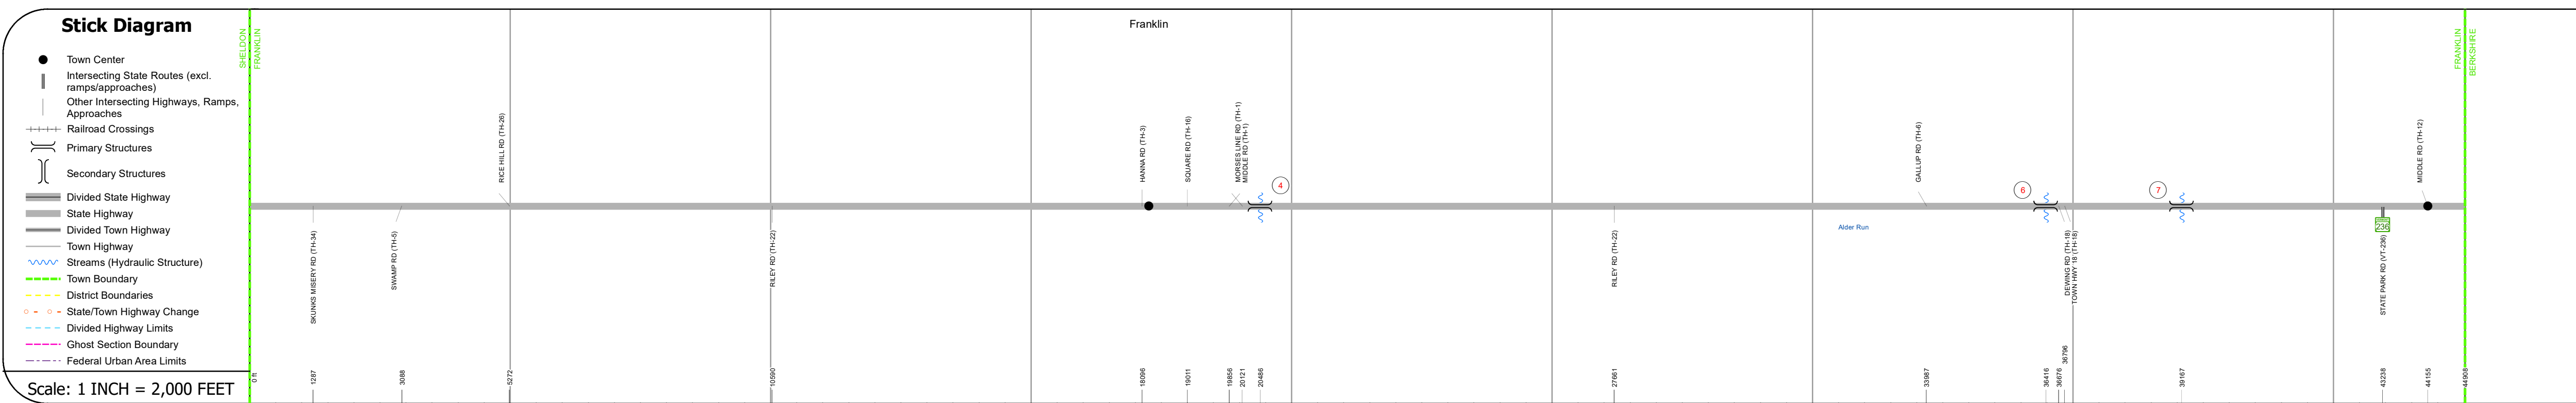 Stick Diagram
Town Center
Intersecting State Routes (excl.
ramps/approaches)
Other Intersecting Highways, Ramps,
Approaches
Railroad Crossings
Primary Structures
Secondary Structures
Divided State Highway
State Highway
Divided Town Highway
Town Highway
Streams (Hydraulic Structure)
Town Boundary
District Boundaries
State/Town Highway Change
Divided Highway Limits
Ghost Section Boundary
Federal Urban Area Limits
Scale: 1 INCH = 2,000 FEET
SHELDON
FRANKLIN
Franklin
FRANKLIN
BERKSHIRE
RICE HILL RD (TH-26)
HANNA RD (TH-3)
SQUARE RD (TH-16)
MORSES LINE RD (TH-1)
MIDDLE RD (TH-1)
4
GALLUP RD (TH-6)
6
7
MIDDLE RD (TH-12)
SKUNKS MISERY RD (TH-34)
SWAMP RD (TH-5)
RILEY RD (TH-22)
RILEY RD (TH-22)
Alder Run
DEWING RD (TH-18)
TOWN HWY 18 (TH-18)
236
STATE PARK RD (VT-236)
0 ft
1287
3088
5272
10590
18096
19011
19856
20121
20486
27661
33987
36416
36676
36796
39167
43238
44155
44908